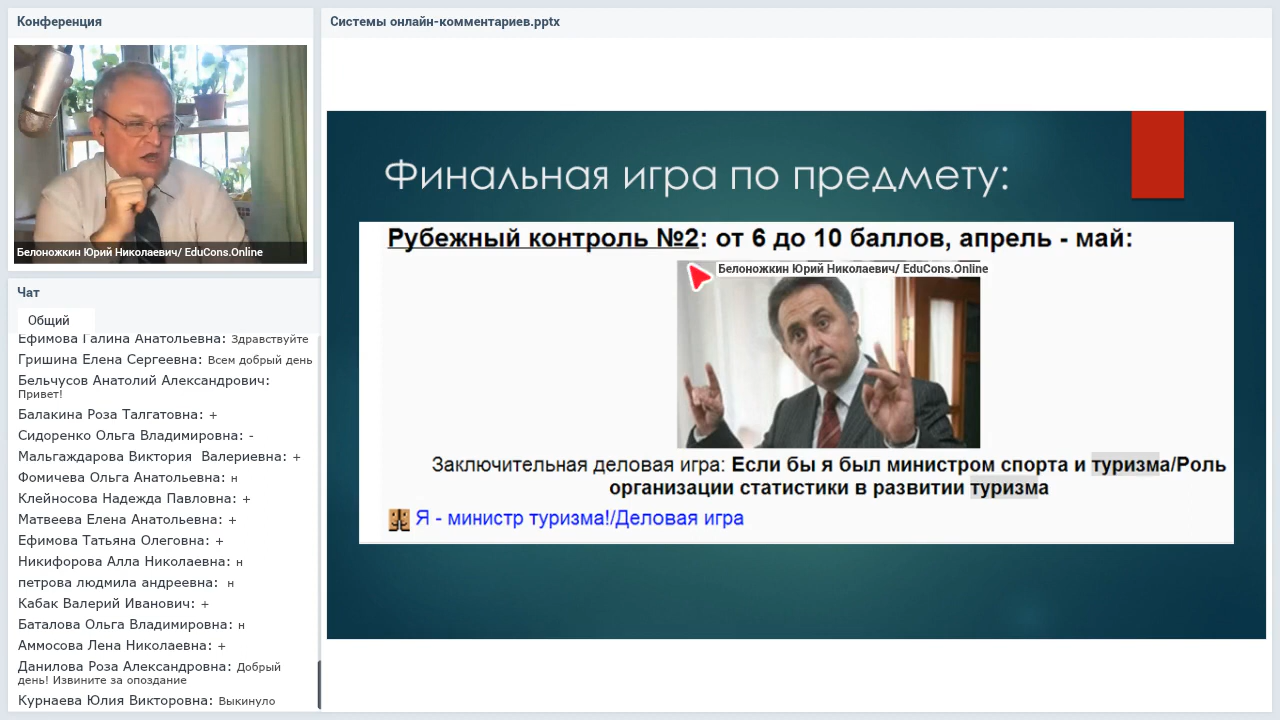 Конференция
Белоножкин Юрий Николаевич/ EduCons.Online
Чат
Общий
Ефимова Галина Анатольевна: Здравствуйте
Гришина Елена Сергеевна: Всем добрый день
Бельчусов Анатолий Александрович:
Привет!
Балакина Роза Талгатовна: +
Сидоренко Ольга Владимировна: -
Мальгаждарова Виктория Валериевна: +
Фомичева Ольга Анатольевна: н
Клейносова Надежда Павловна: +
Матвеева Елена Анатольевна: +
Ефимова Татьяна Олеговна: +
Никифорова Алла Николаевна: н
петрова людмила андреевна: н
Кабак Валерий Иванович: +
Баталова Ольга Владимировна: н
Аммосова Лена Николаевна: +
Данилова Роза Александровна: Добрый
день! Извините за опоздание
Курнаева Юлия Викторовна: Выкинуло
Системы онлайн-комментариев.pptx
Финальная игра по предмету:
Рубежный контроль №2: от 6 до 10 баллов, апрель - май:
Белоножкин Юрий Николаевич/ EduCons.Online
Заключительная деловая игра: Если бы я был министром спорта и туризма/Роль
организации статистики в развитии туризма
Я - министр туризма!/Деловая игра